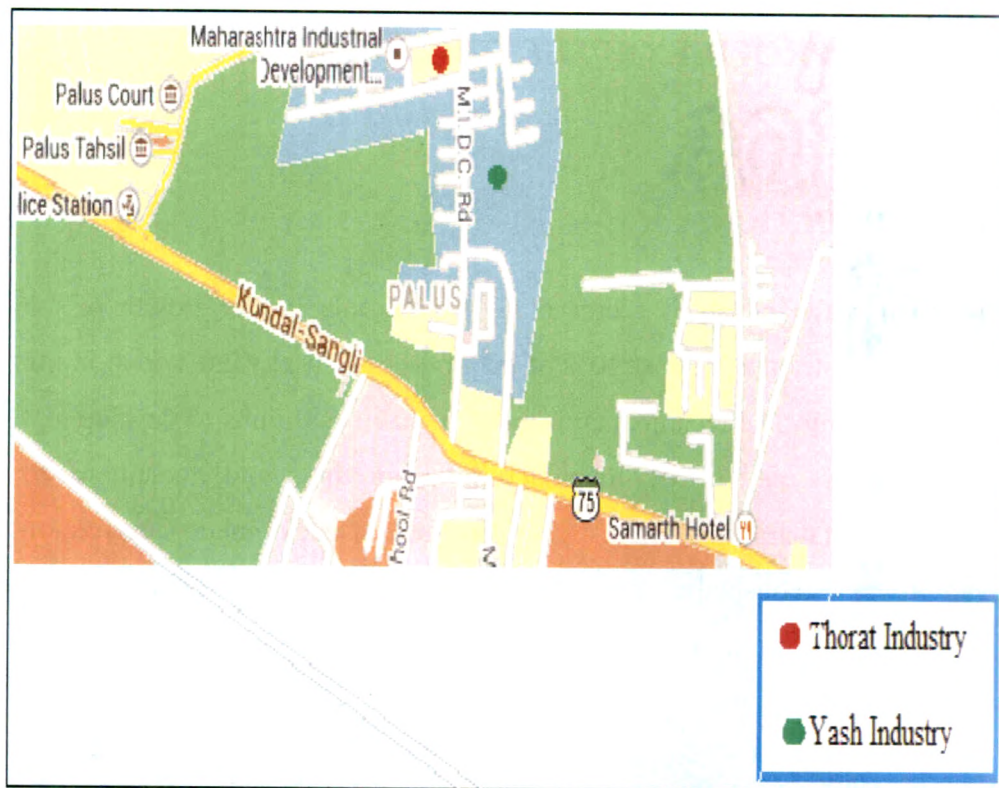 Maharashtra Industrial
Development...
Palus Court
M.I.D.C. Rd
Palus Tahsil
lice Station
PALUS
Kundal-Sangli
hool Rd
75
Samarth Hotel
M
Thorat Industry
Yash Industry